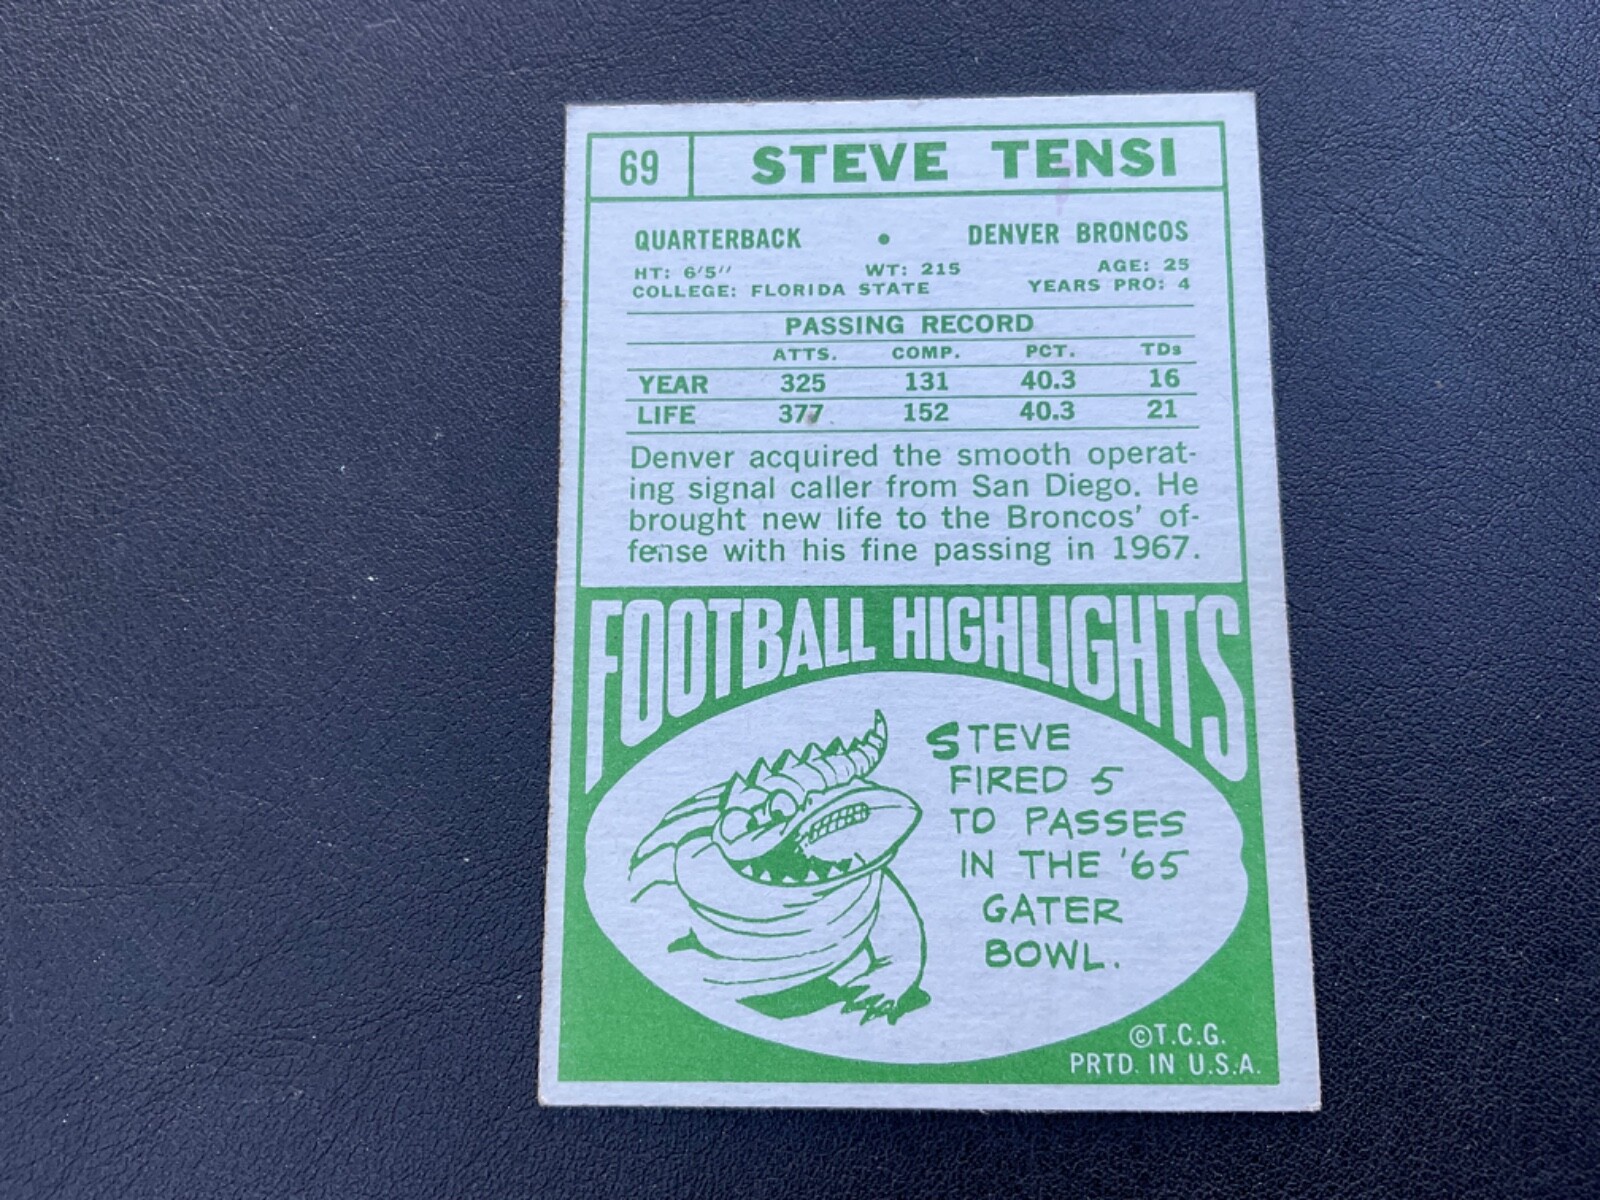 69 STEVE TENSI
QUARTERBACK • DENVER BRONCOS
HT: 6'5" WT: 215 AGE: 25
COLLEGE: FLORIDA STATE YEARS PRO: 4
PASSING RECORD
ATTS. COMP. PCT. TDs
YEAR 325 131 40.3 16
LIFE 377 152 40.3 21
Denver acquired the smooth operat-
ing signal caller from San Diego. He
brought new life to the Broncos' of-
fense with his fine passing in 1967.
FOOTBALL HIGHLIGHTS
STEVE
FIRED 5
TD PASSES
IN THE '65
GATER
BOWL.
©T.C.G.
PRTD. IN U.S.A.